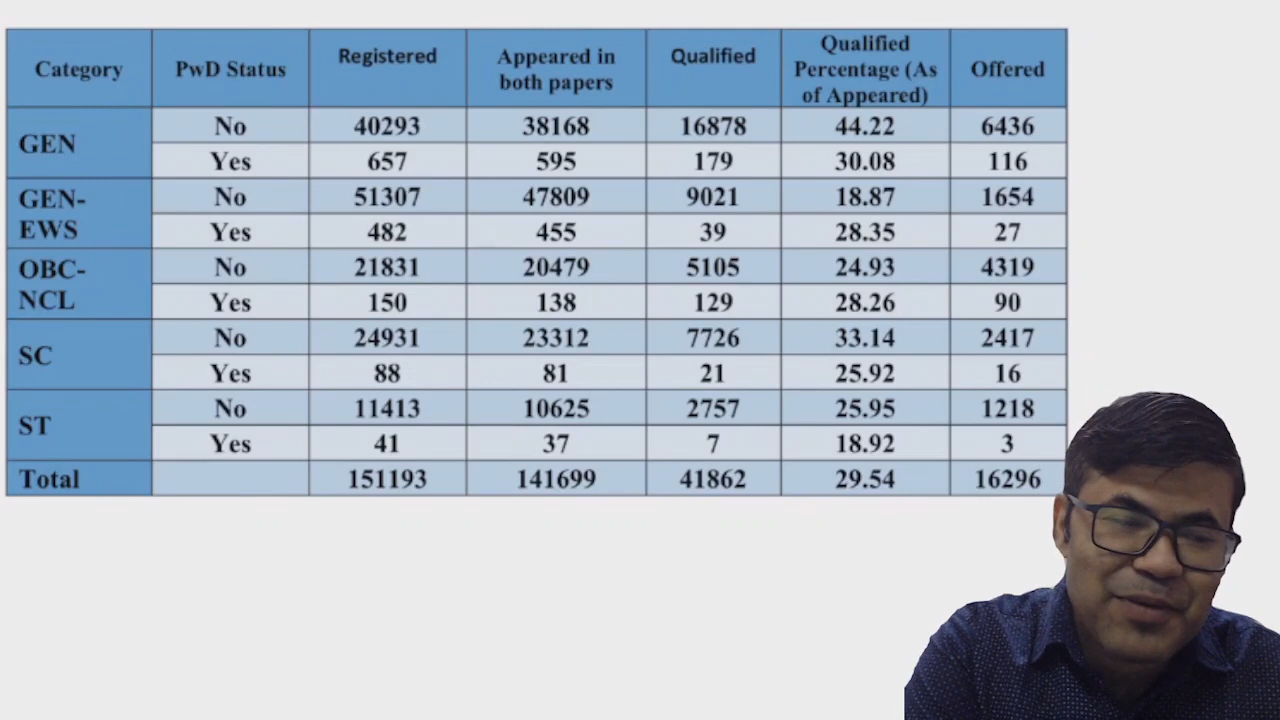 Category PwD Status Registered Appeared in both papers Qualified Qualified Percentage (As of Appeared) Offered
GEN No 40293 38168 16878 44.22 6436
Yes 657 595 179 30.08 116
GEN-EWS No 51307 47809 9021 18.87 1654
Yes 482 455 39 28.35 27
OBC-NCL No 21831 20479 5105 24.93 4319
Yes 150 138 129 28.26 90
SC No 24931 23312 7726 33.14 2417
Yes 88 81 21 25.92 16
ST No 11413 10625 2757 25.95 1218
Yes 41 37 7 18.92 3
Total 151193 141699 41862 29.54 16296